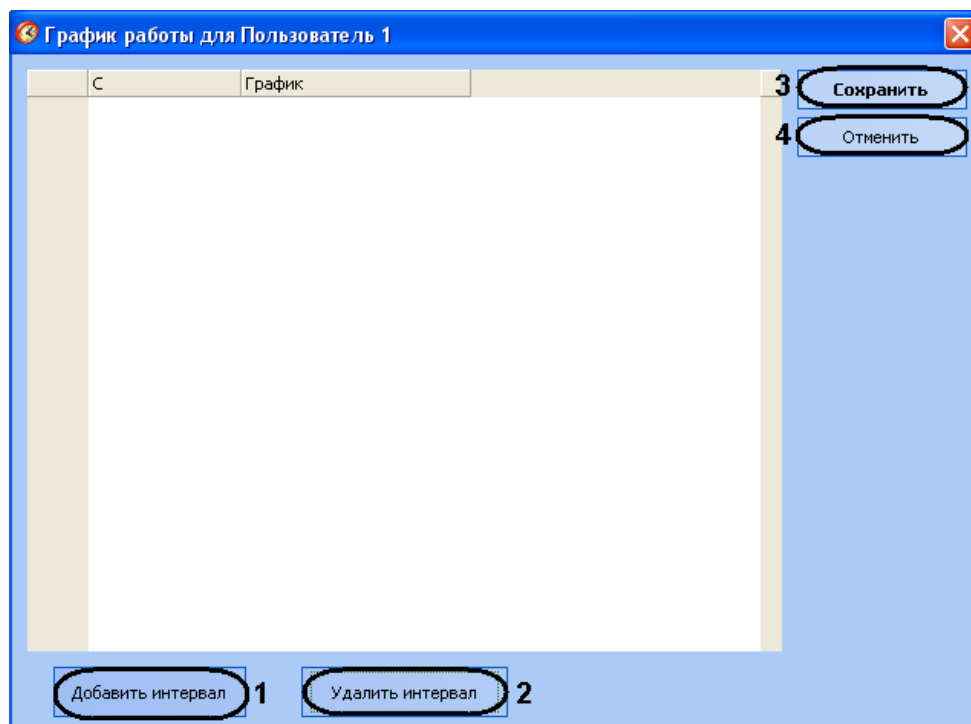 График работы для Пользователь 1
С График
3 Сохранить
4 Отменить
Добавить интервал 1 Удалить интервал 2